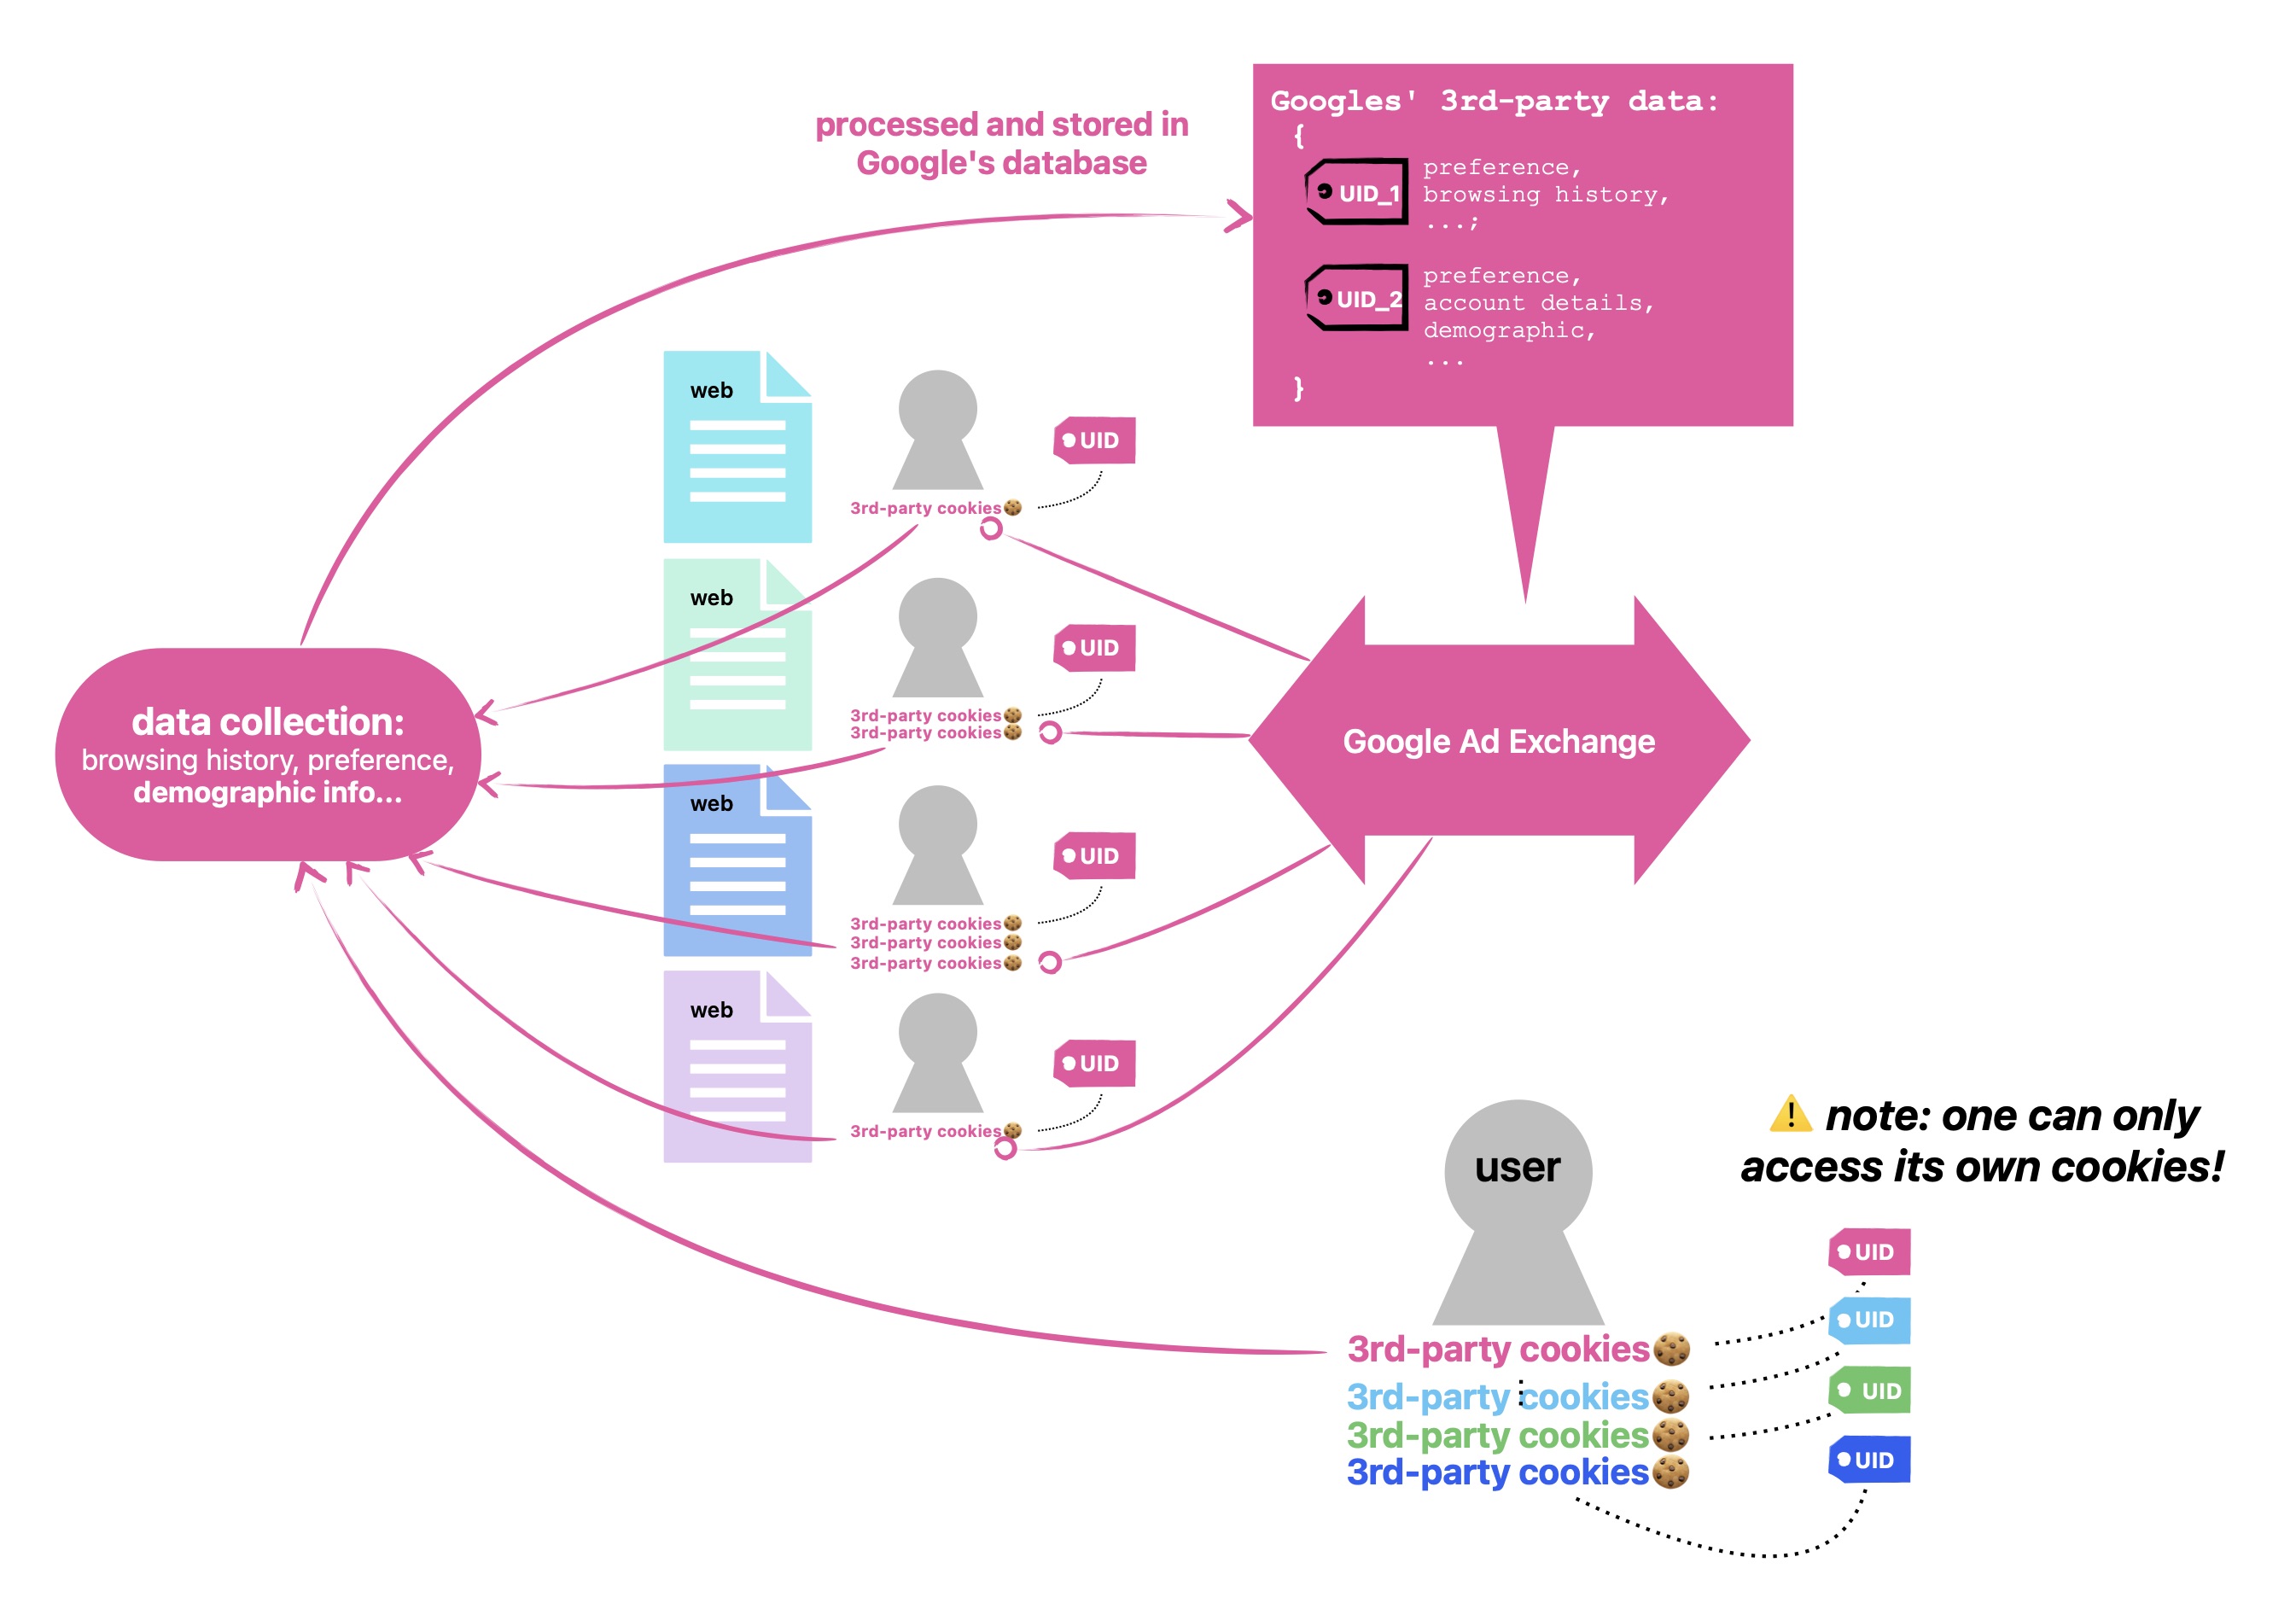 processed and stored in
Google's database
Googles' 3rd-party data:
{
UID_1
preference,
browsing history,
...;
UID_2
preference,
account details,
demographic,
...
}
web
UID
3rd-party cookies
web
UID
3rd-party cookies
3rd-party cookies
data collection:
browsing history, preference,
demographic info...
Google Ad Exchange
web
UID
3rd-party cookies
3rd-party cookies
3rd-party cookies
web
UID
3rd-party cookies
note: one can only
access its own cookies!
user
UID
UID
UID
UID
3rd-party cookies
3rd-party cookies
3rd-party cookies
3rd-party cookies